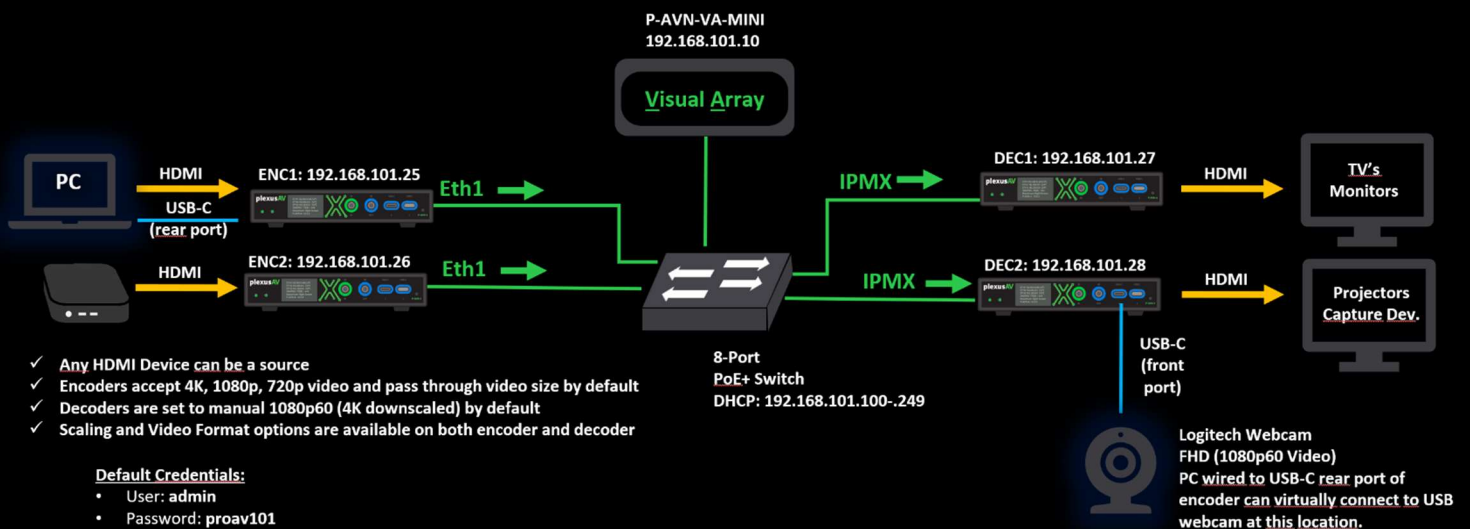 P-AVN-VA-MINI
192.168.101.10
Visual Array
PC
HDMI
USB-C
(rear port)
ENC1: 192.168.101.25
plexusAV
Eth1
HDMI
ENC2: 192.168.101.26
plexusAV
Eth1
IPMX
DEC1: 192.168.101.27
plexusAV
HDMI
TV's
Monitors
IPMX
DEC2: 192.168.101.28
plexusAV
HDMI
Projectors
Capture Dev.
8-Port
PoE+ Switch
DHCP: 192.168.101.100-.249
USB-C
(front
port)
✓ Any HDMI Device can be a source
✓ Encoders accept 4K, 1080p, 720p video and pass through video size by default
✓ Decoders are set to manual 1080p60 (4K downscaled) by default
✓ Scaling and Video Format options are available on both encoder and decoder
Default Credentials:
• User: admin
• Password: proav101
Logitech Webcam
FHD (1080p60 Video)
PC wired to USB-C rear port of
encoder can virtually connect to USB
webcam at this location.